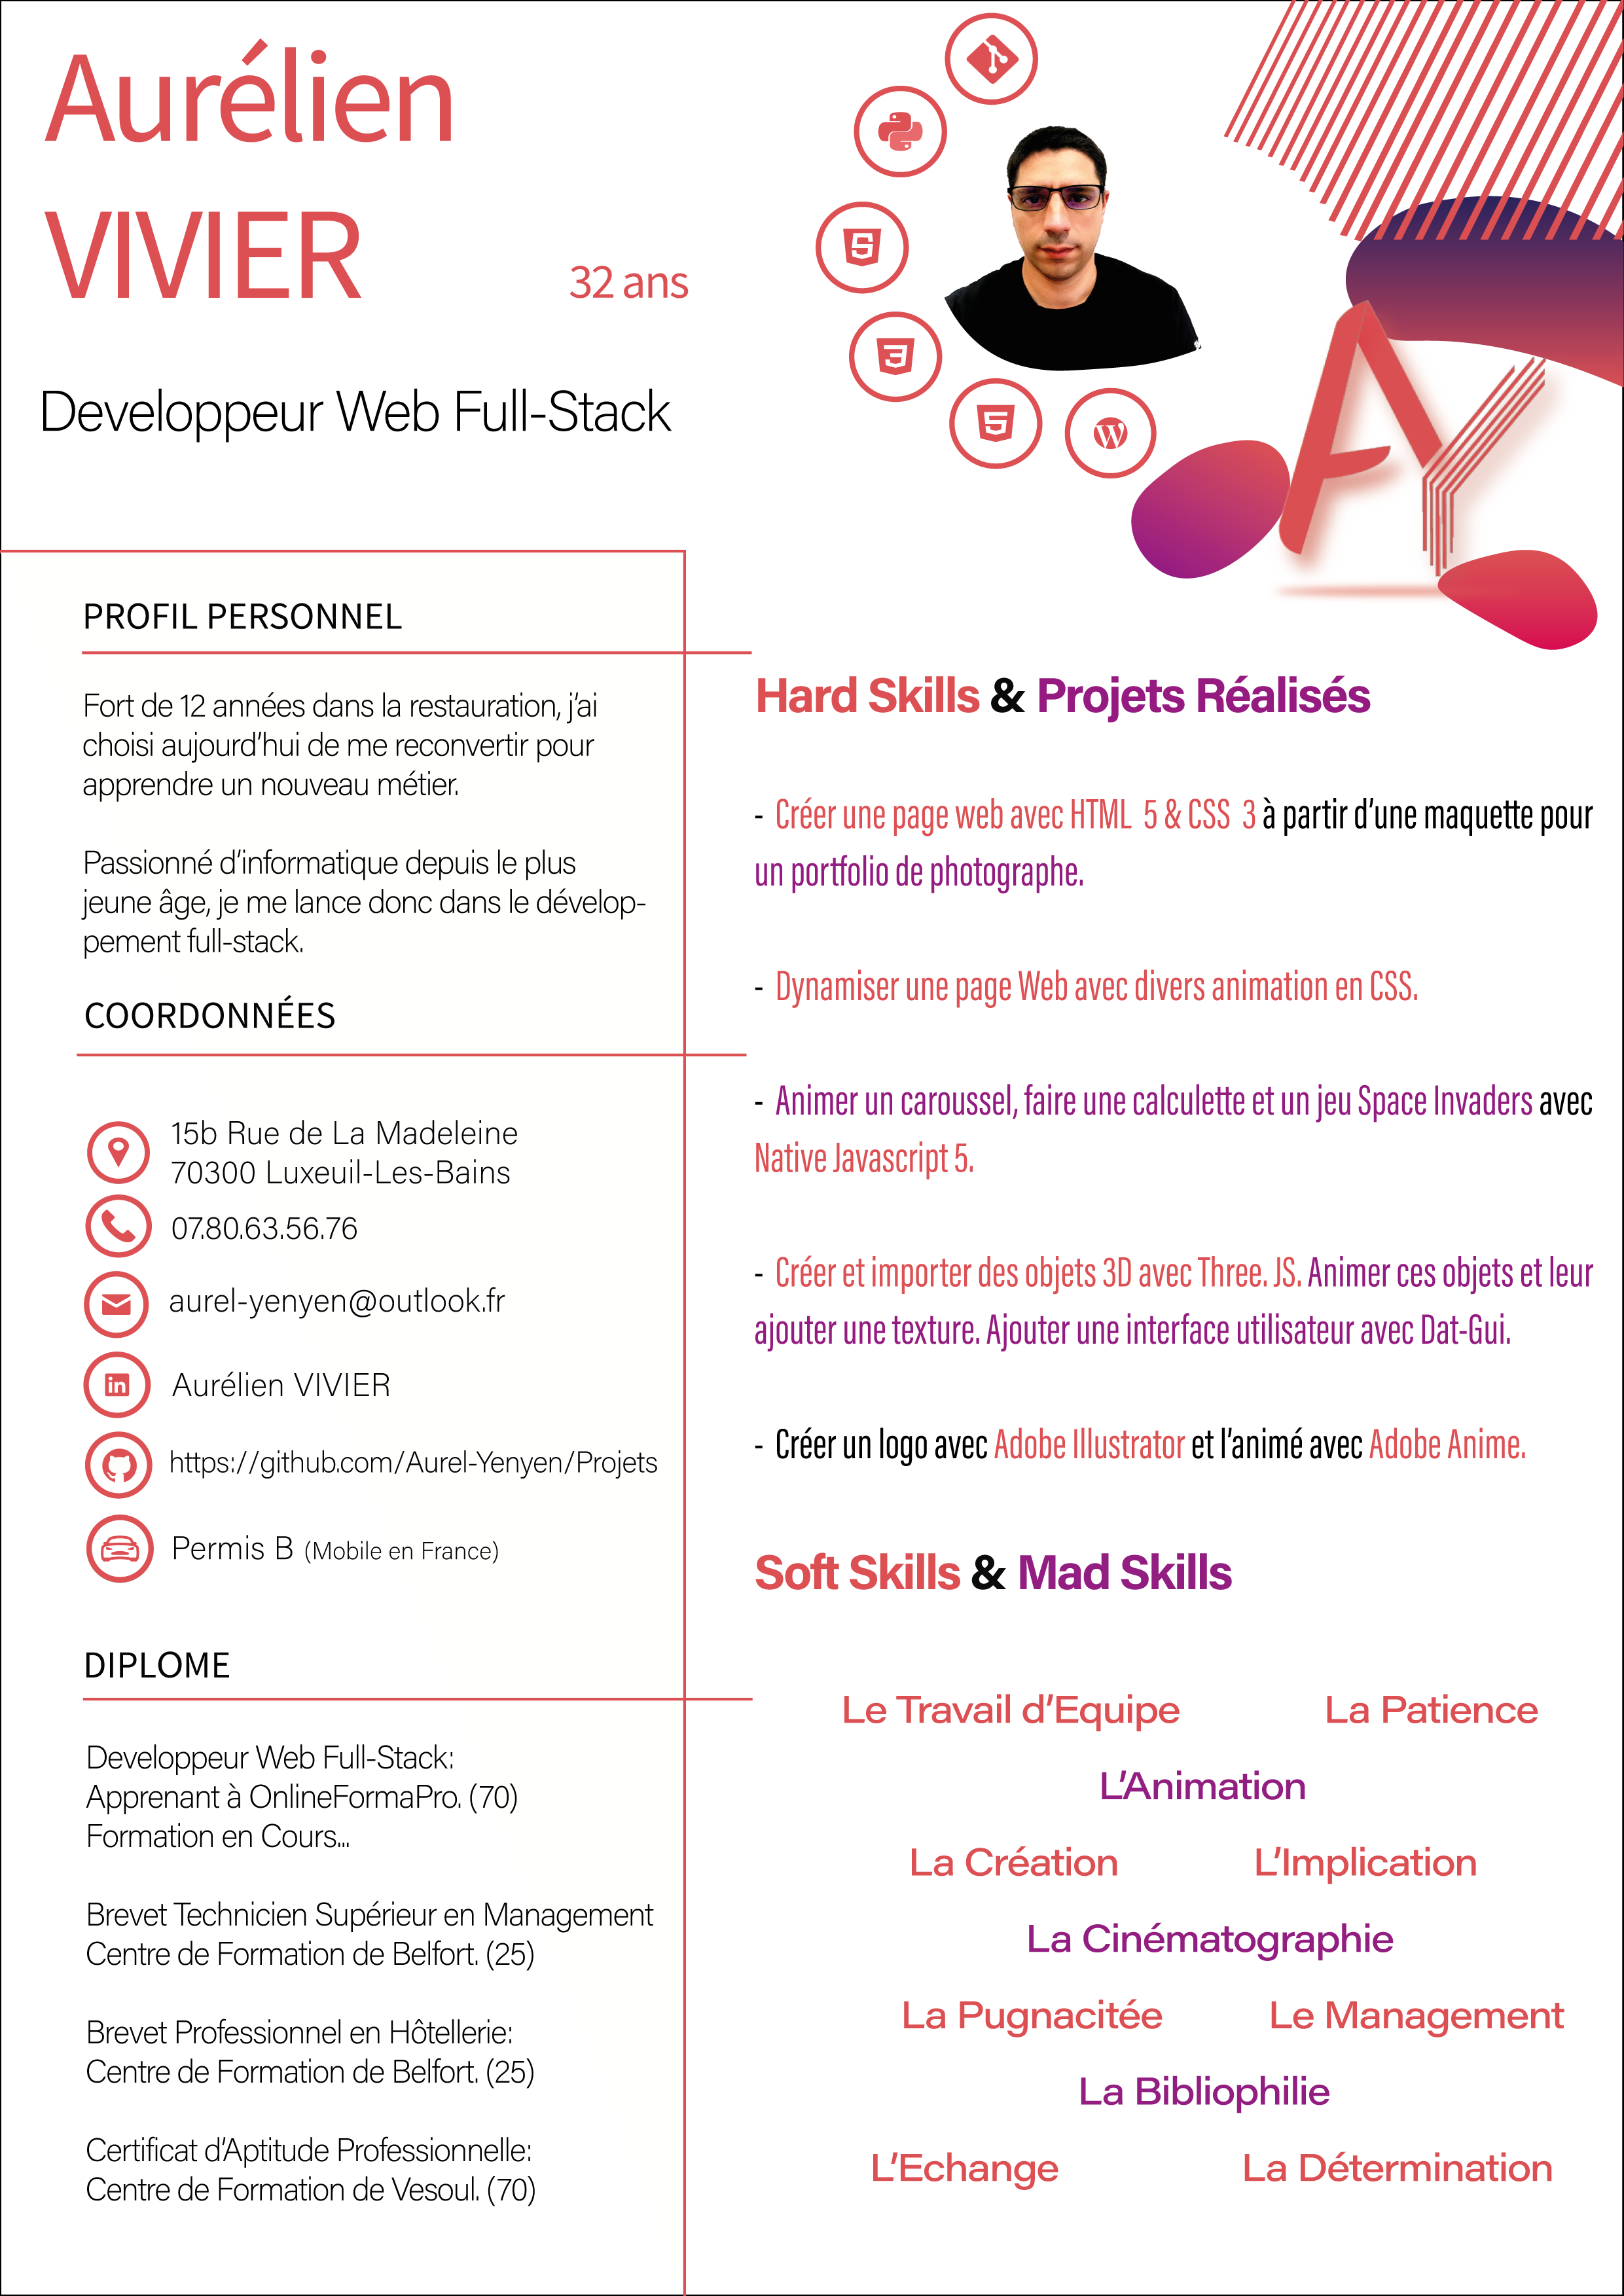 Aurélien
VIVIER
32 ans
Developpeur Web Full-Stack
AY
PROFIL PERSONNEL
Fort de 12 années dans la restauration, j'ai
choisi aujourd'hui de me reconvertir pour
apprendre un nouveau métier.
Passionné d'informatique depuis le plus
jeune âge, je me lance donc dans le dévelop-
pement full-stack.
COORDONNÉES
15b Rue de La Madeleine
70300 Luxeuil-Les-Bains
07.80.63.56.76
aurel-yenyen@outlook.fr
in
Aurélien VIVIER
https://github.com/Aurel-Yenyen/Projets
Permis B (Mobile en France)
DIPLOME
Developpeur Web Full-Stack:
Apprenant à OnlineFormaPro. (70)
Formation en Cours...
Brevet Technicien Supérieur en Management
Centre de Formation de Belfort. (25)
Brevet Professionnel en Hôtellerie:
Centre de Formation de Belfort. (25)
Certificat d'Aptitude Professionnelle:
Centre de Formation de Vesoul. (70)
Hard Skills & Projets Réalisés
- Créer une page web avec HTML 5 & CSS 3 à partir d'une maquette pour
un portfolio de photographe.
- Dynamiser une page Web avec divers animation en CSS.
- Animer un caroussel, faire une calculette et un jeu Space Invaders avec
Native Javascript 5.
- Créer et importer des objets 3D avec Three. JS. Animer ces objets et leur
ajouter une texture. Ajouter une interface utilisateur avec Dat-Gui.
- Créer un logo avec Adobe Illustrator et l'animé avec Adobe Anime.
Soft Skills & Mad Skills
Le Travail d'Equipe La Patience
L'Animation
La Création L'Implication
La Cinématographie
La Pugnacitée Le Management
La Bibliophilie
L'Echange La Détermination